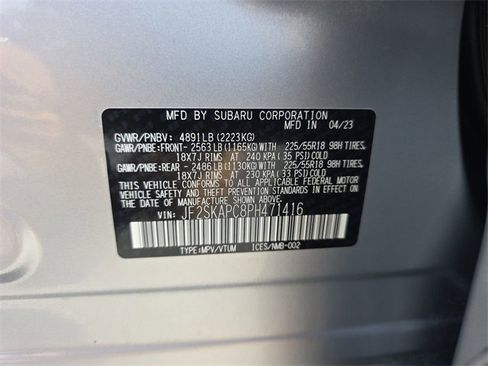 MFD BY SUBARU CORPORATION
MFD IN 04/23
GVWR/PNBV: 4891LB (2223KG)
GAWR/PNBE:FRONT- 2563LB(1165KG)WITH 225/55R18 98H TIRES,
18X7J RIMS AT 240 KPA(35 PSI)COLD
GAWR/PNBE:REAR - 2486LB(1130KG)WITH 225/55R18 98H TIRES,
18X7J RIMS AT 230 KPA(33 PSI)COLD
THIS VEHICLE CONFORMS TO ALL APPLICABLE FEDERAL MOTOR
VEHICLE SAFETY AND THEFT PREVENTION STANDARDS IN EFFECT
ON THE DATE OF MANUFACTURE SHOWN ABOVE.
VIN: JF2SKAPC8PH471416
TYPE:MPV/VTUM ICES/NMB-002